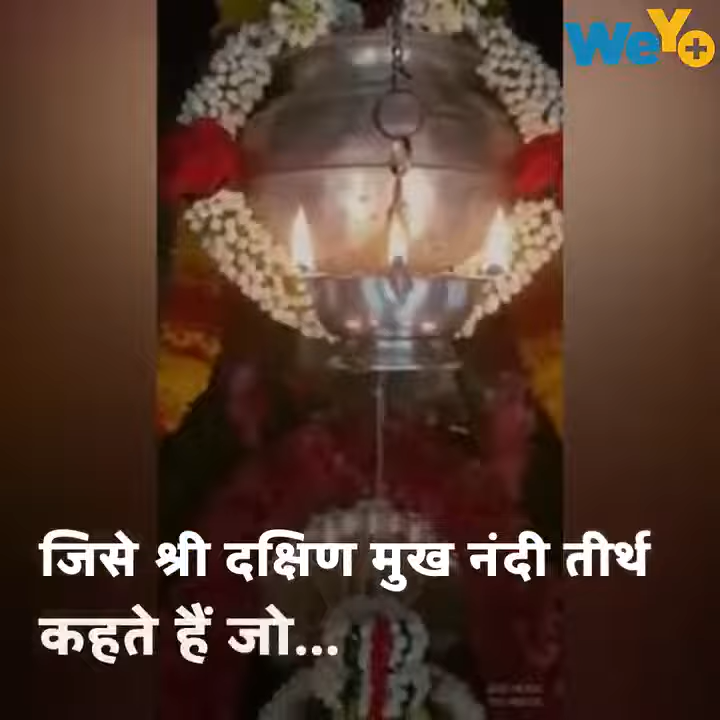 WeYo+
जिसे श्री दक्षिण मुख नंदी तीर्थ
कहते हैं जो...